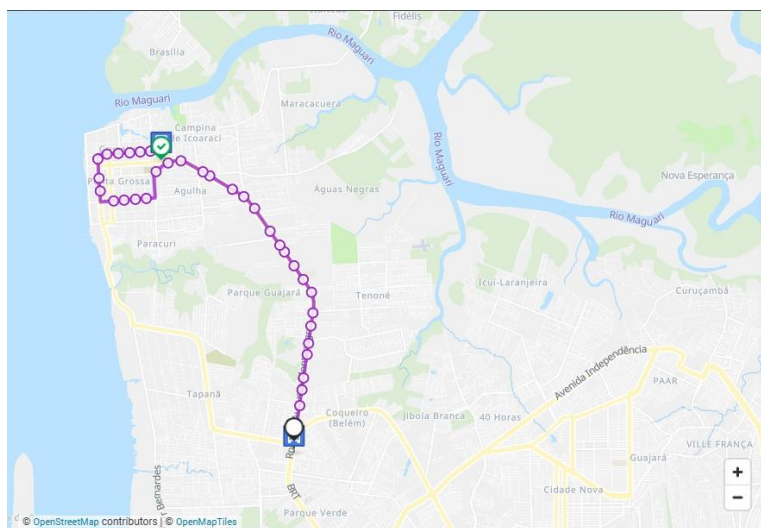 Fidélis
Rio Maguari
Brasília
Rio Maguari
Maracacuera
Campina
de Icoaraci
Rio Maguari
Ponta Grossa
Agulha
Águas Negras
Nova Esperança
Rio Maguari
Paracuri
Icuí-Laranjeira
Curuçambá
Parque Guajará
Tenoné
Avenida Independência
Tapanã
PAAR
Coqueiro
(Belém)
Jiboia Branca
40 Horas
VILLE FRANÇA
Guajará
BRT
Cidade Nova
r Bernardes
Parque Verde
+
−
© OpenStreetMap contributors | © OpenMapTiles